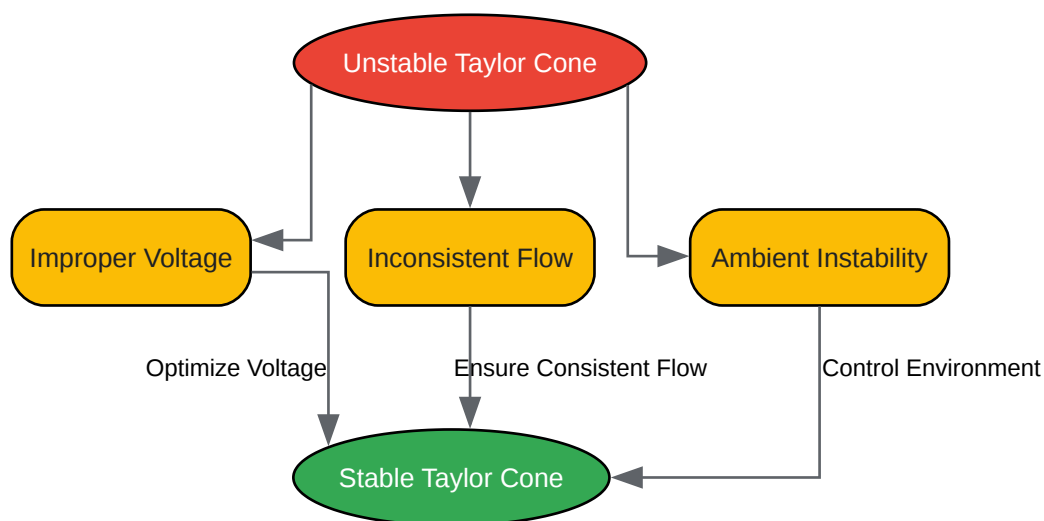 Unstable Taylor Cone
Improper Voltage
Inconsistent Flow
Ambient Instability
Optimize Voltage
Ensure Consistent Flow
Control Environment
Stable Taylor Cone